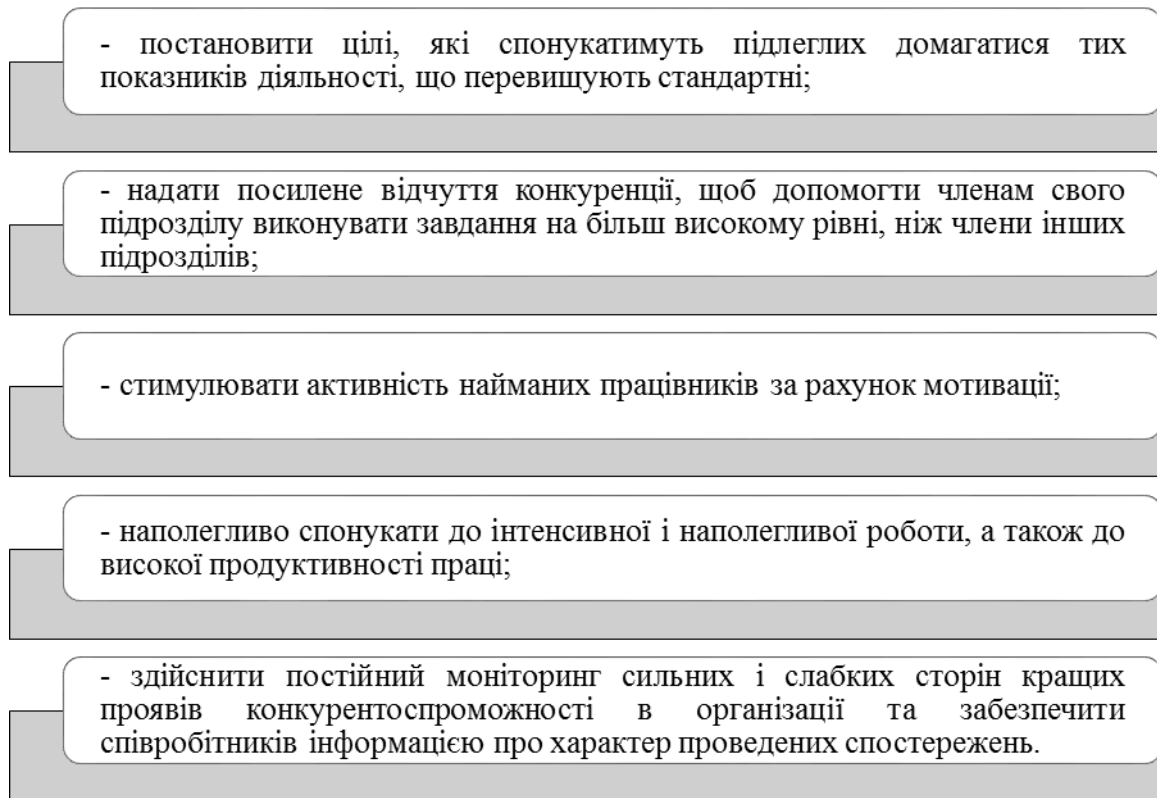 - постановити цілі, які спонукатимуть підлеглих домагатися тих
показників діяльності, що перевищують стандартні;
- надати посилене відчуття конкуренції, щоб допомогти членам свого
підрозділу виконувати завдання на більш високому рівні, ніж члени інших
підрозділів;
- стимулювати активність найманих працівників за рахунок мотивації;
- наполегливо спонукати до інтенсивної і наполегливої роботи, а також до
високої продуктивності праці;
- здійснити постійний моніторинг сильних і слабких сторін кращих
проявів конкурентоспроможності в організації та забезпечити
співробітників інформацією про характер проведених спостережень.